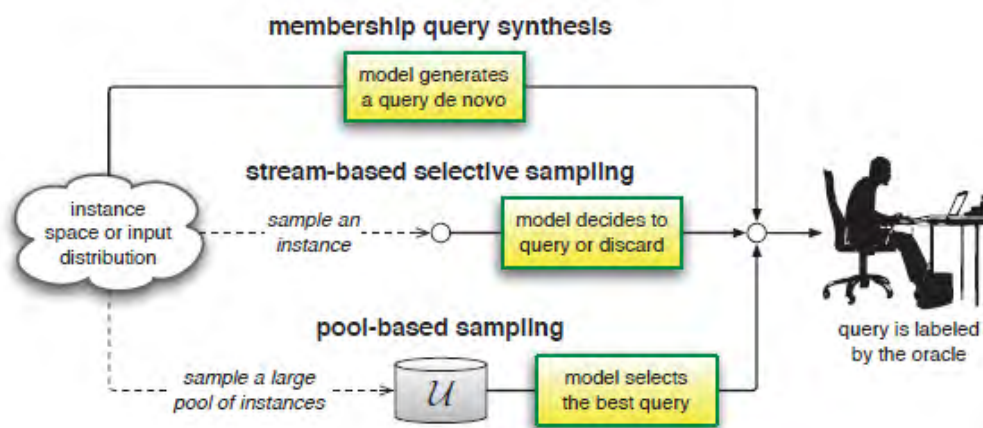 membership query synthesis
model generates
a query de novo
stream-based selective sampling
instance
space or input
distribution
sample an
instance
model decides to
query or discard
query is labeled
by the oracle
pool-based sampling
sample a large
pool of instances
U
model selects
the best query